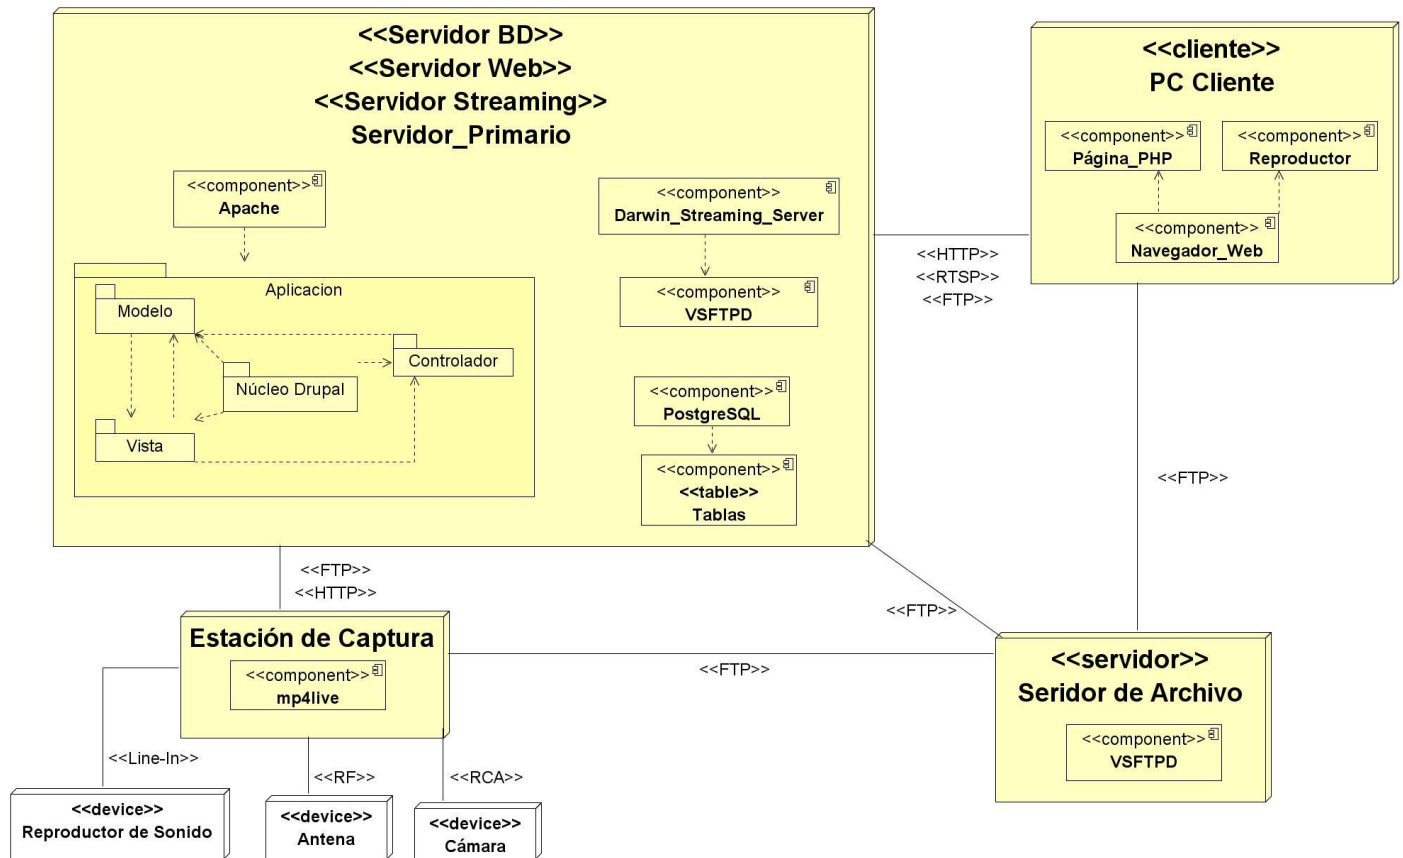 <<Servidor BD>>
<<Servidor Web>>
<<Servidor Streaming>>
Servidor_Primario
<<component>>
Apache
<<component>>
Darwin_Streaming_Server
Aplicacion
Modelo
Núcleo Drupal
Controlador
Vista
<<component>>
VSFTPD
<<component>>
PostgreSQL
<<component>>
<<table>>
Tablas
<<HTTP>>
<<RTSP>>
<<FTP>>
<<cliente>>
PC Cliente
<<component>>
Página_PHP
<<component>>
Reproductor
<<component>>
Navegador_Web
<<FTP>>
<<FTP>>
<<HTTP>>
<<FTP>>
Estación de Captura
<<component>>
mp4live
<<FTP>>
<<servidor>>
Seridor de Archivo
<<component>>
VSFTPD
<<Line-In>>
<<RF>>
<<RCA>>
<<device>>
Reproductor de Sonido
<<device>>
Antena
<<device>>
Cámara